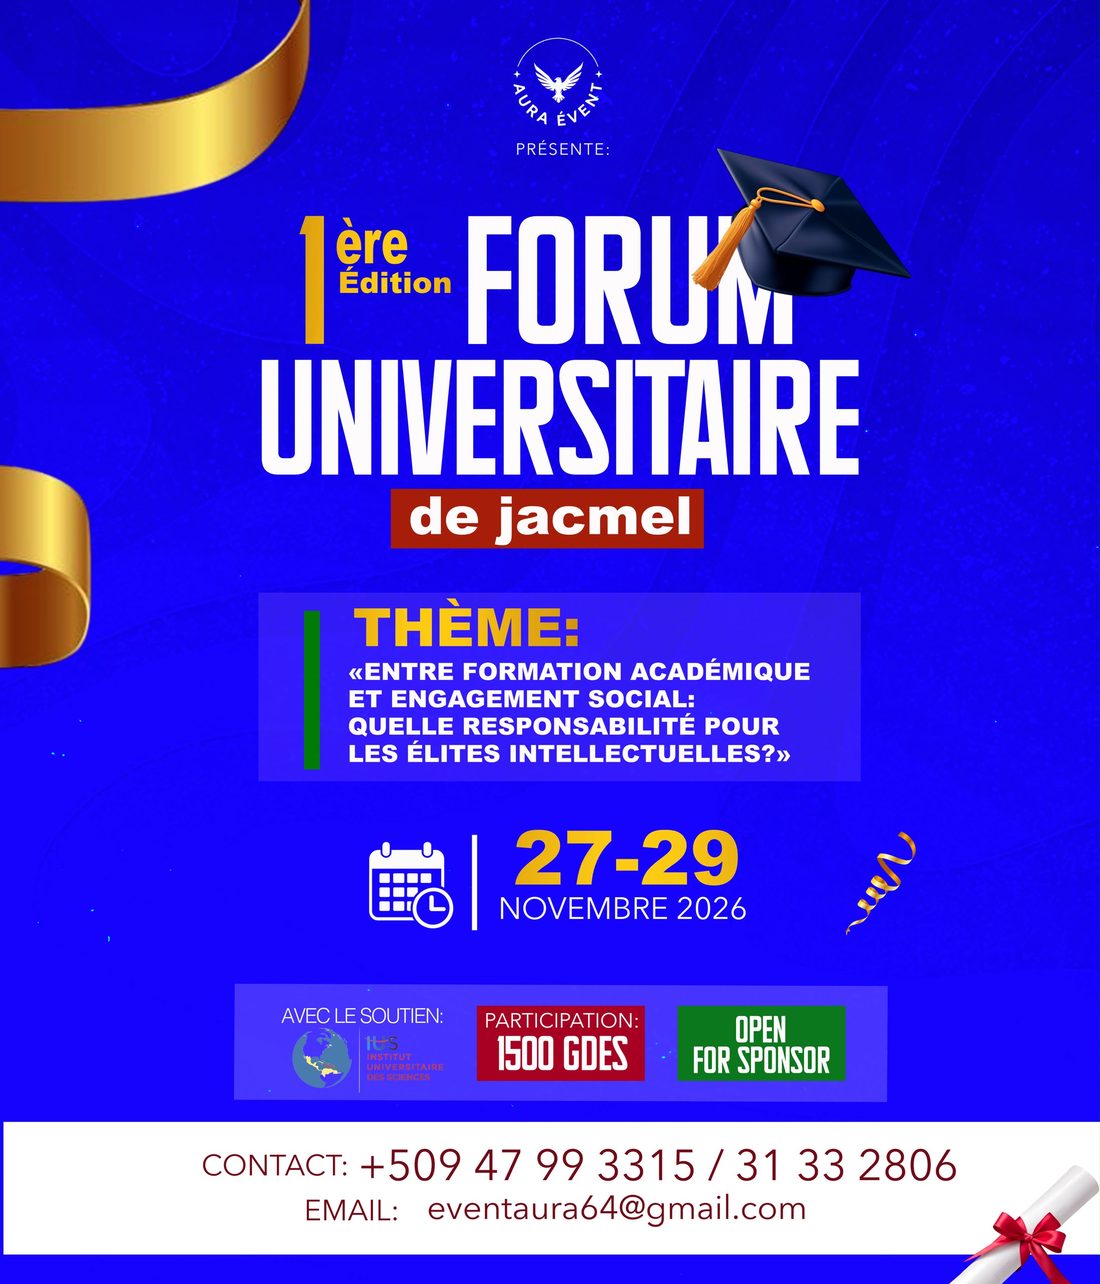 AURA ÉVENT
PRÉSENTE:
1ère
Édition
FORUM
UNIVERSITAIRE
de jacmel
THÈME:
«ENTRE FORMATION ACADÉMIQUE
ET ENGAGEMENT SOCIAL:
QUELLE RESPONSABILITÉ POUR
LES ÉLITES INTELLECTUELLES?»
27-29
NOVEMBRE 2026
AVEC LE SOUTIEN:
IUS
INSTITUT
UNIVERSITAIRE
DES SCIENCES
PARTICIPATION:
1500 GDES
OPEN
FOR SPONSOR
CONTACT: +509 47 99 3315 / 31 33 2806
EMAIL: eventaura64@gmail.com